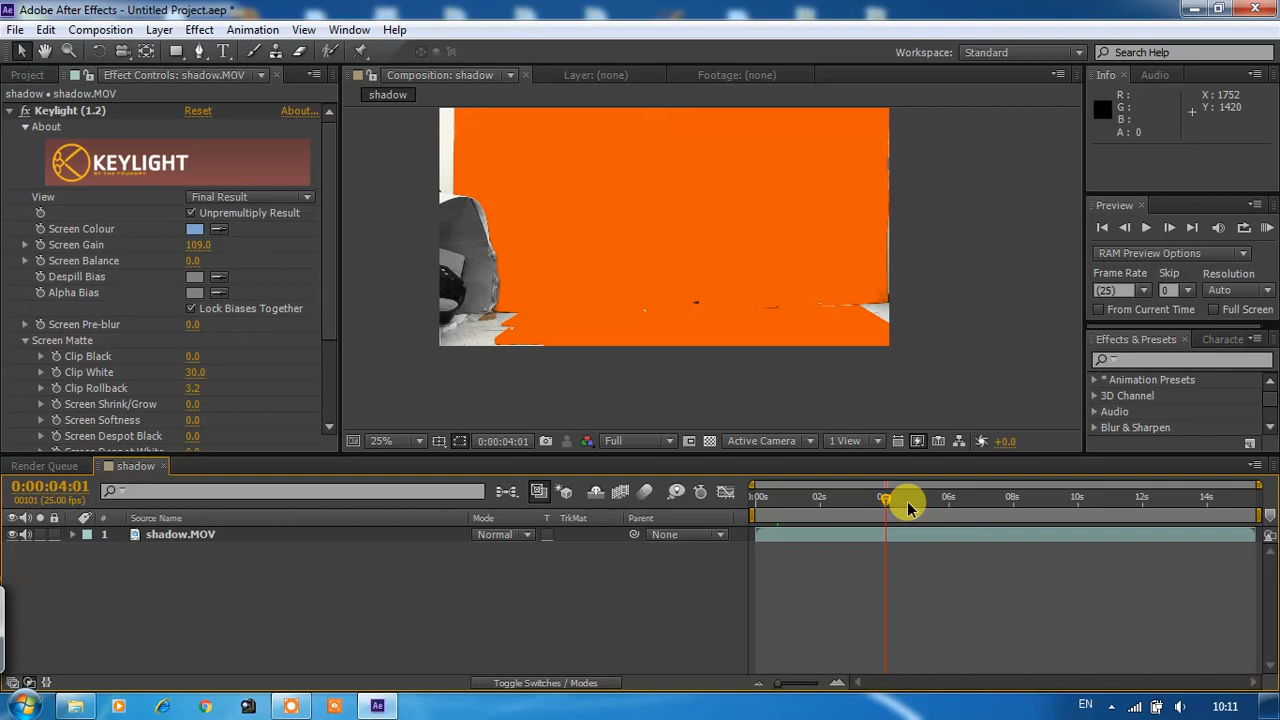 Adobe After Effects - Untitled Project.aep *
File Edit Composition Layer Effect Animation View Window Help
Workspace: Standard Search Help
Project Effect Controls: shadow.MOV Composition: shadow Layer: (none) Footage: (none) Info Audio
shadow • shadow.MOV
shadow
R :
G :
B :
A : 0
X : 1752
Y : 1420
Keylight (1.2) Reset About...
About
KEYLIGHT
BY THE FOUNDRY
View Final Result
Unpremultiply Result
Screen Colour
Screen Gain 109.0
Screen Balance 0.0
Despill Bias
Alpha Bias
Lock Biases Together
Screen Pre-blur 0.0
Screen Matte
Clip Black 0.0
Clip White 30.0
Clip Rollback 3.2
Screen Shrink/Grow 0.0
Screen Softness 0.0
Screen Despot Black 0.0
Screen Despot White 0.0
Preview
RAM Preview Options
Frame Rate Skip Resolution
(25) 0 Auto
From Current Time Full Screen
Effects & Presets Characte
* Animation Presets
3D Channel
Audio
Blur & Sharpen
25% 0:00:04:01 Full Active Camera 1 View +0.0
Render Queue shadow
0:00:04:01
00101 (25.00 fps)
:00s 02s 06s 08s 10s 12s 14s
# Source Name Mode T TrkMat Parent
1 shadow.MOV Normal None
Toggle Switches / Modes
Ae EN 10:11